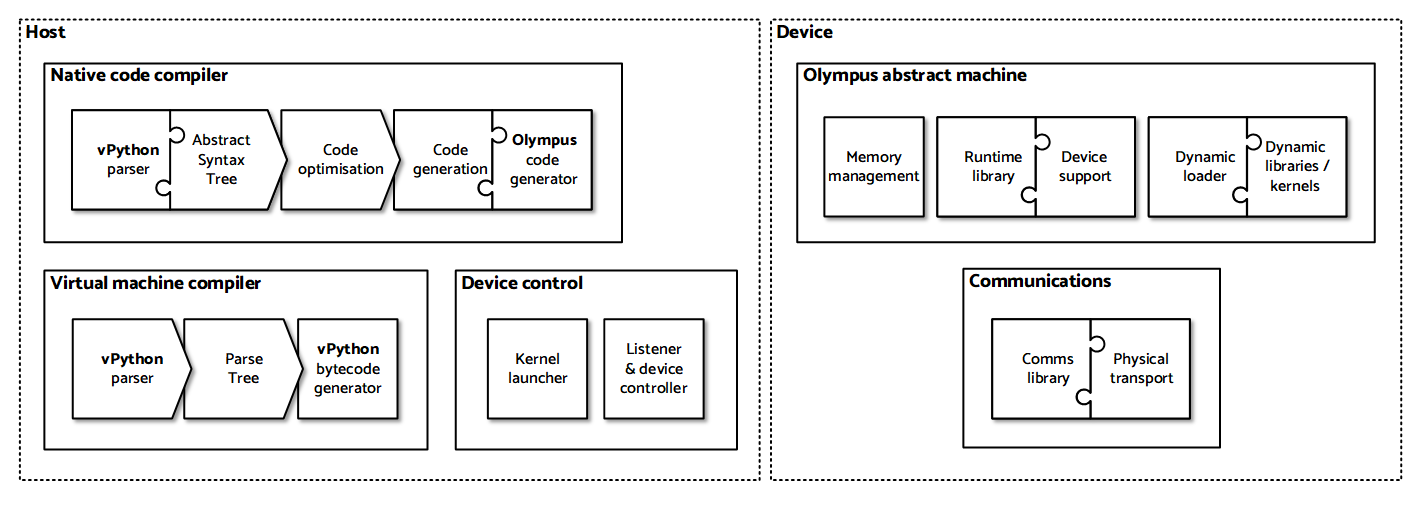 Host
Native code compiler
vPython
parser
Abstract
Syntax
Tree
Code
optimisation
Code
generation
Olympus
code
generator
Virtual machine compiler
vPython
parser
Parse
Tree
vPython
bytecode
generator
Device control
Kernel
launcher
Listener
& device
controller
Device
Olympus abstract machine
Memory
management
Runtime
library
Device
support
Dynamic
loader
Dynamic
libraries /
kernels
Communications
Comms
library
Physical
transport